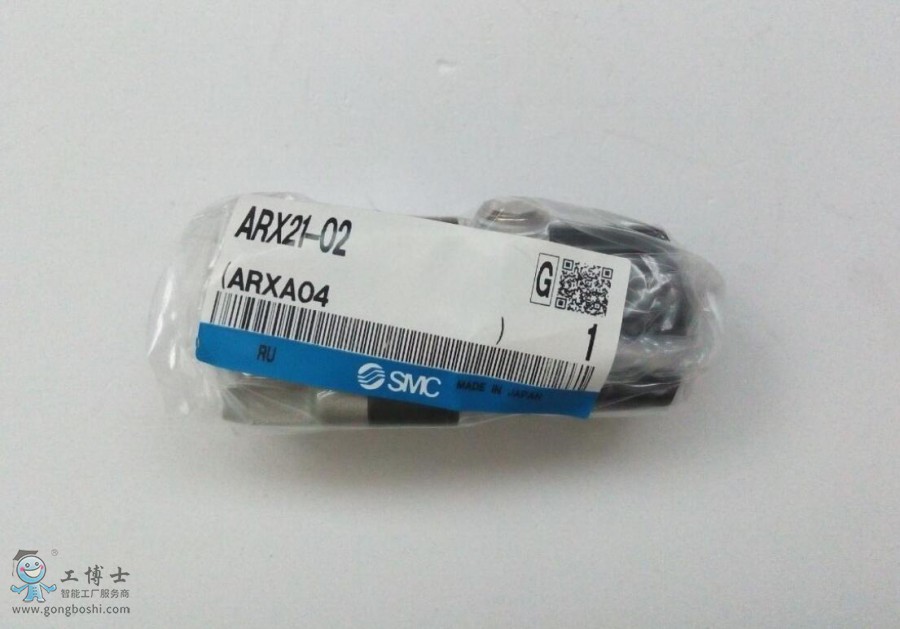 ARX21-02
(ARXA04
)
G
1
RU
SMC
MADE IN JAPAN
®
工博士
智能工厂服务商
www.gongboshi.com